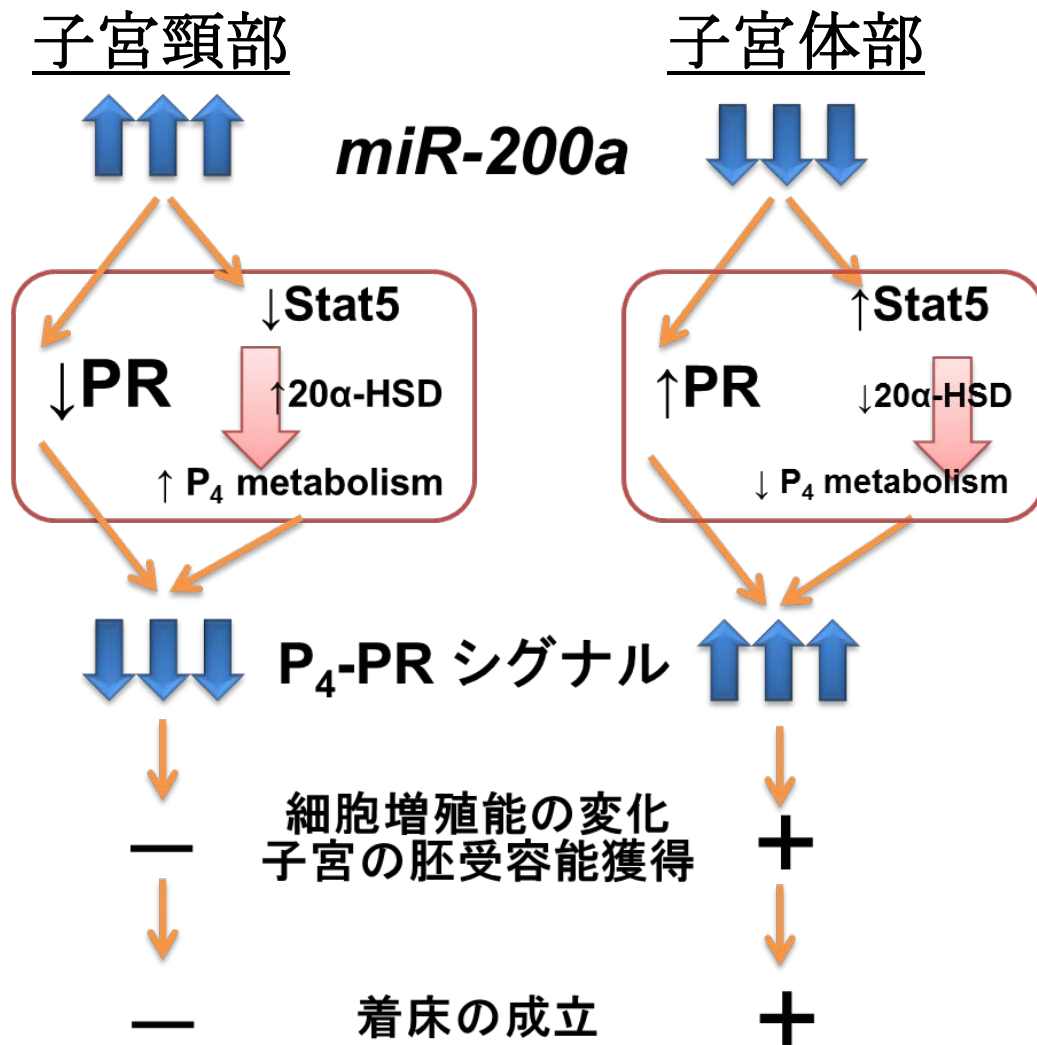 子宮頸部
子宮体部
miR-200a
↓Stat5
↓PR
↑20α-HSD
↑ P₄ metabolism
↑Stat5
↑PR
↓20α-HSD
↓ P₄ metabolism
P₄-PR シグナル
細胞増殖能の変化
子宮の胚受容能獲得
— +
着床の成立
— +